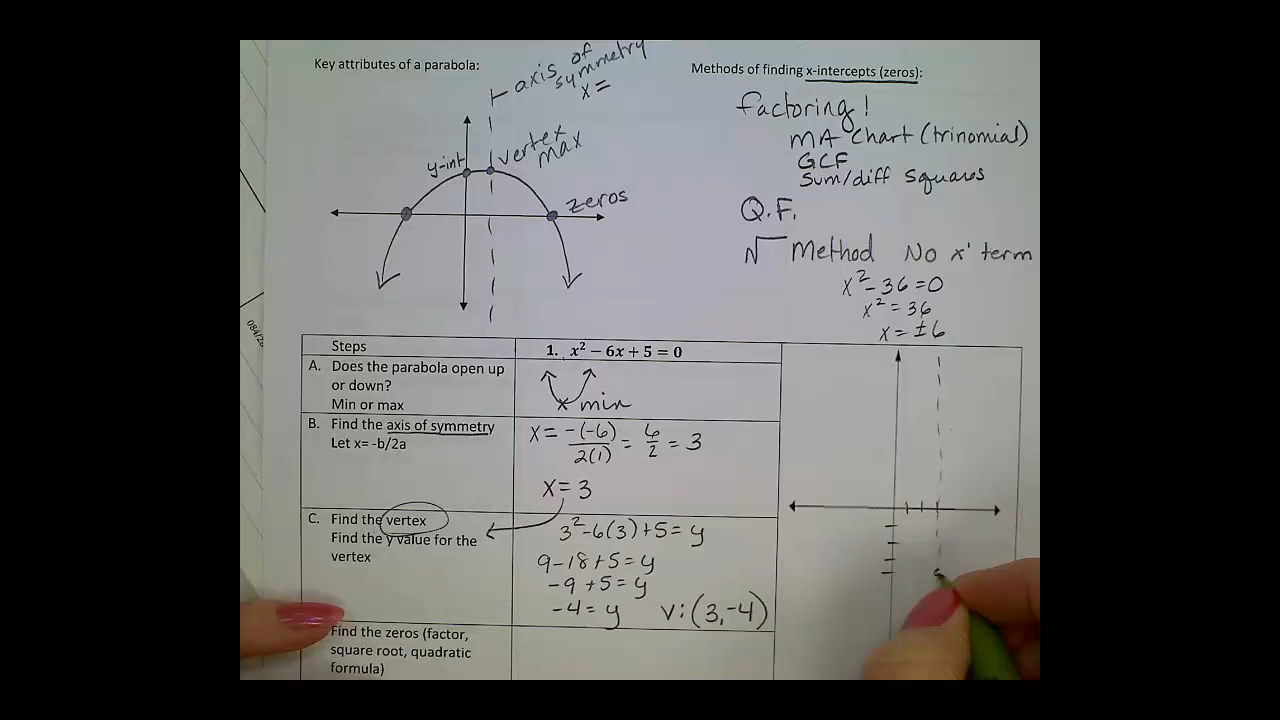 Key attributes of a parabola:
axis of
symmetry
x =
y-int
vertex
max
zeros
Methods of finding x-intercepts (zeros):
factoring!
MA Chart (trinomial)
GCF
Sum/diff Squares
Q.F.
√ Method No x' term
x² - 36 = 0
x² = 36
x = ±6
Steps
1. x² − 6x + 5 = 0
A. Does the parabola open up
or down?
Min or max
min
B. Find the axis of symmetry
Let x= -b/2a
x = -(-6)/2(1) = 6/2 = 3
x = 3
C. Find the vertex
Find the y value for the
vertex
3² - 6(3) + 5 = y
9 - 18 + 5 = y
-9 + 5 = y
-4 = y V: (3, -4)
Find the zeros (factor,
square root, quadratic
formula)